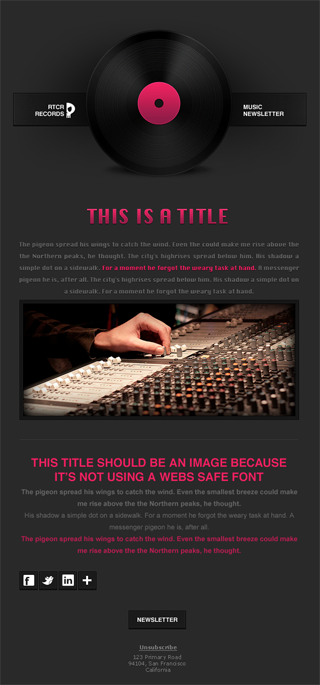 RTCR
RECORDS
MUSIC
NEWSLETTER
THIS IS A TITLE
The pigeon spread his wings to catch the wind. Even the could make me rise above the
the Northern peaks, he thought. The city's highrises spread below him. His shadow a
simple dot on a sidewalk. For a moment he forgot the weary task at hand. A messenger
pigeon he is, after all. The city's highrises spread below him. His shadow a simple dot on
a sidewalk. For a moment he forgot the weary task at hand.
THIS TITLE SHOULD BE AN IMAGE BECAUSE
IT'S NOT USING A WEBS SAFE FONT
The pigeon spread his wings to catch the wind. Even the smallest breeze could make
me rise above the the Northern peaks, he thought.
His shadow is simple dot on a sidewalk. For a moment he forgot the weary task at hand. A
messenger pigeon he is, after all.
The pigeon spread his wings to catch the wind. Even the smallest breeze could make
me rise above the the Northern peaks, he thought.
NEWSLETTER
Unsubscribe
123 Primary Road
94104, San Fransisco
California